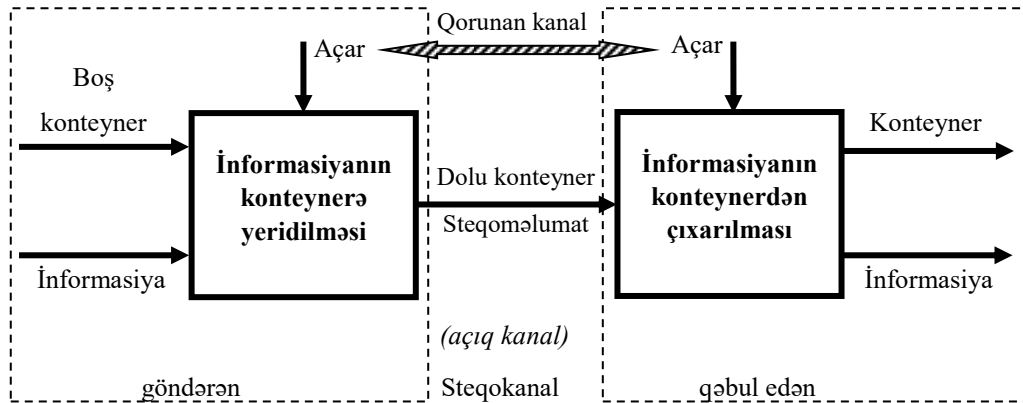 Qorunan kanal
Açar
Açar
Boş
konteyner
İnformasiya
İnformasiyanın
konteynerə
yeridilməsi
Dolu konteyner
Steqoməlumat
İnformasiyanın
konteynerdən
çıxarılması
Konteyner
İnformasiya
(açıq kanal)
göndərən
Steqokanal
qəbul edən